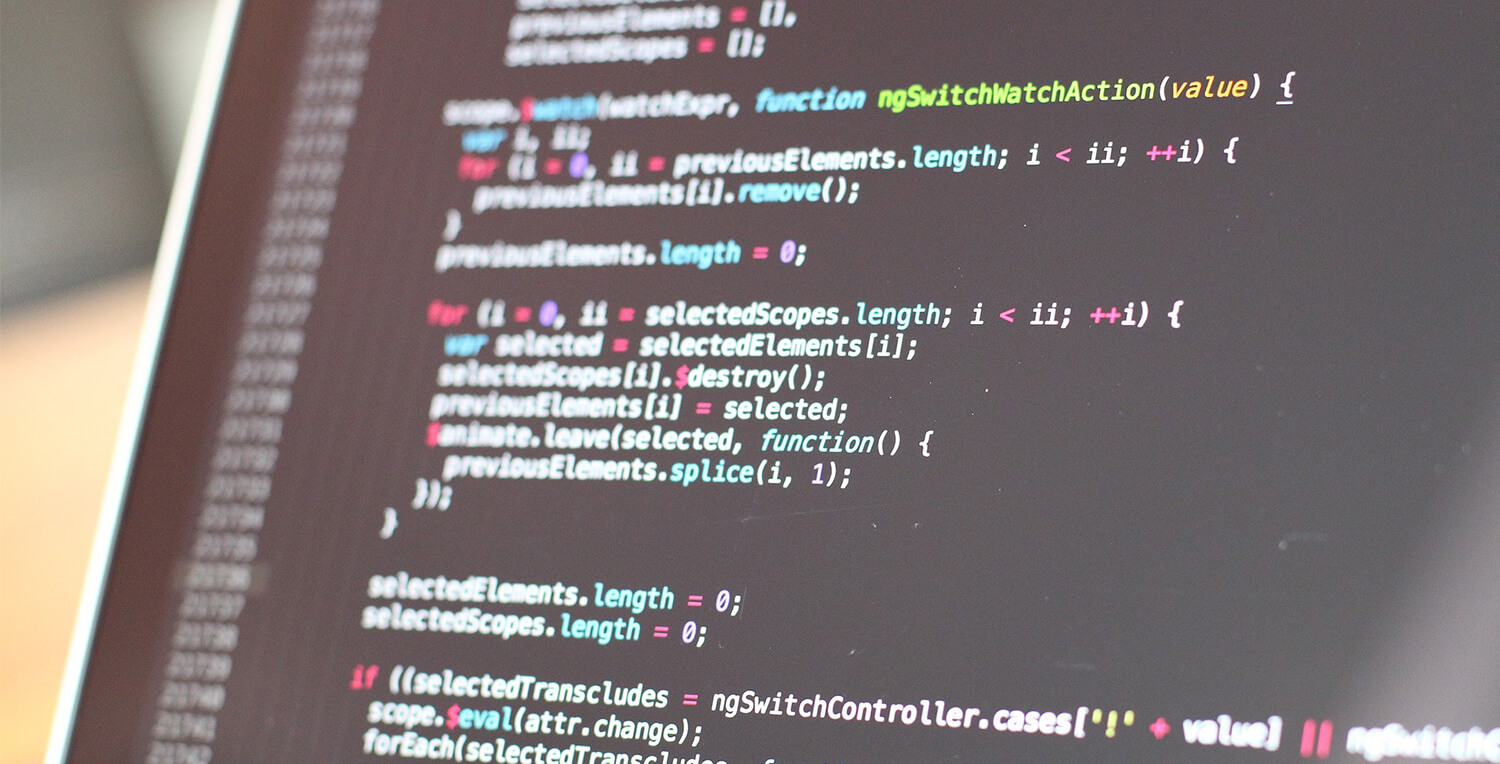 previousElements = [],
selectedScopes = [];
scope.$watch(watchExpr, function ngSwitchWatchAction(value) {
var i, ii;
for (i = 0, ii = previousElements.length; i < ii; ++i) {
previousElements[i].remove();
}
previousElements.length = 0;
for (i = 0, ii = selectedScopes.length; i < ii; ++i) {
var selected = selectedElements[i];
selectedScopes[i].$destroy();
previousElements[i] = selected;
$animate.leave(selected, function() {
previousElements.splice(i, 1);
});
}
selectedElements.length = 0;
selectedScopes.length = 0;
if ((selectedTranscludes = ngSwitchController.cases['!' + value] ||
scope.$eval(attr.change);
forEach(selectedTranscludes,